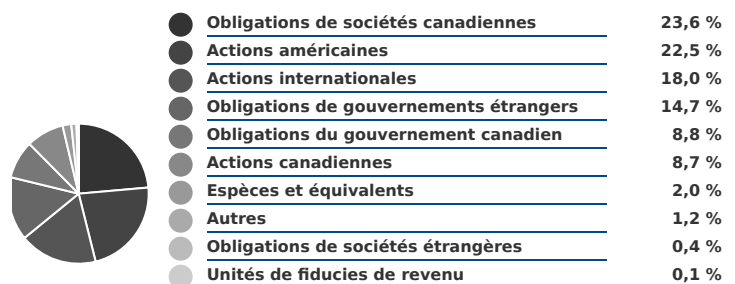 Obligations de sociétés canadiennes 23,6 %
Actions américaines 22,5 %
Actions internationales 18,0 %
Obligations de gouvernements étrangers 14,7 %
Obligations du gouvernement canadien 8,8 %
Actions canadiennes 8,7 %
Espèces et équivalents 2,0 %
Autres 1,2 %
Obligations de sociétés étrangères 0,4 %
Unités de fiducies de revenu 0,1 %